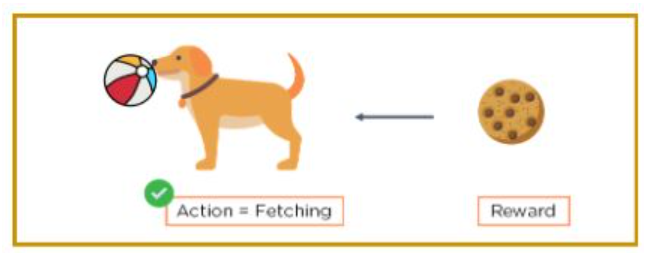 Action = Fetching
Reward